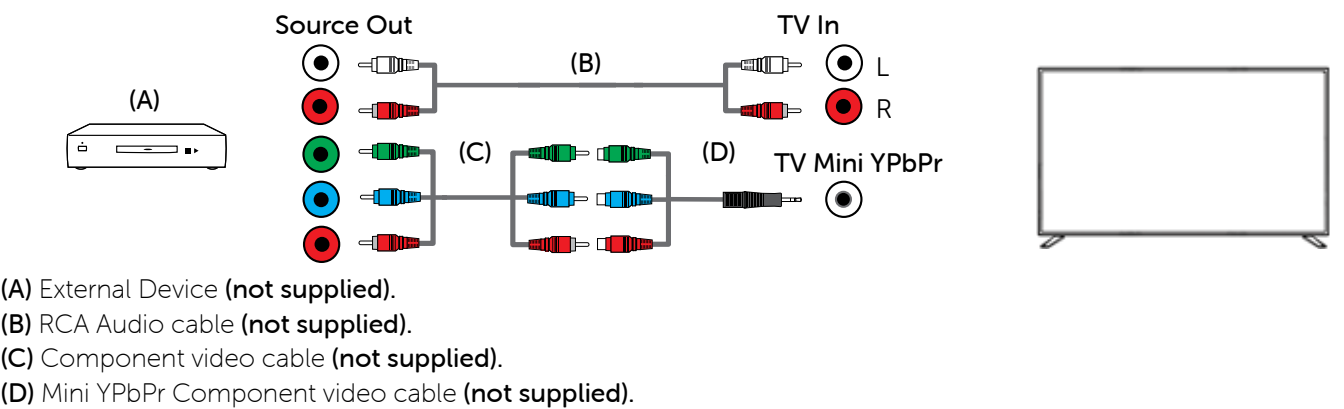 Source Out
TV In
(A)
(B)
L
R
(C)
(D)
TV Mini YPbPr
(A) External Device (not supplied).
(B) RCA Audio cable (not supplied).
(C) Component video cable (not supplied).
(D) Mini YPbPr Component video cable (not supplied).